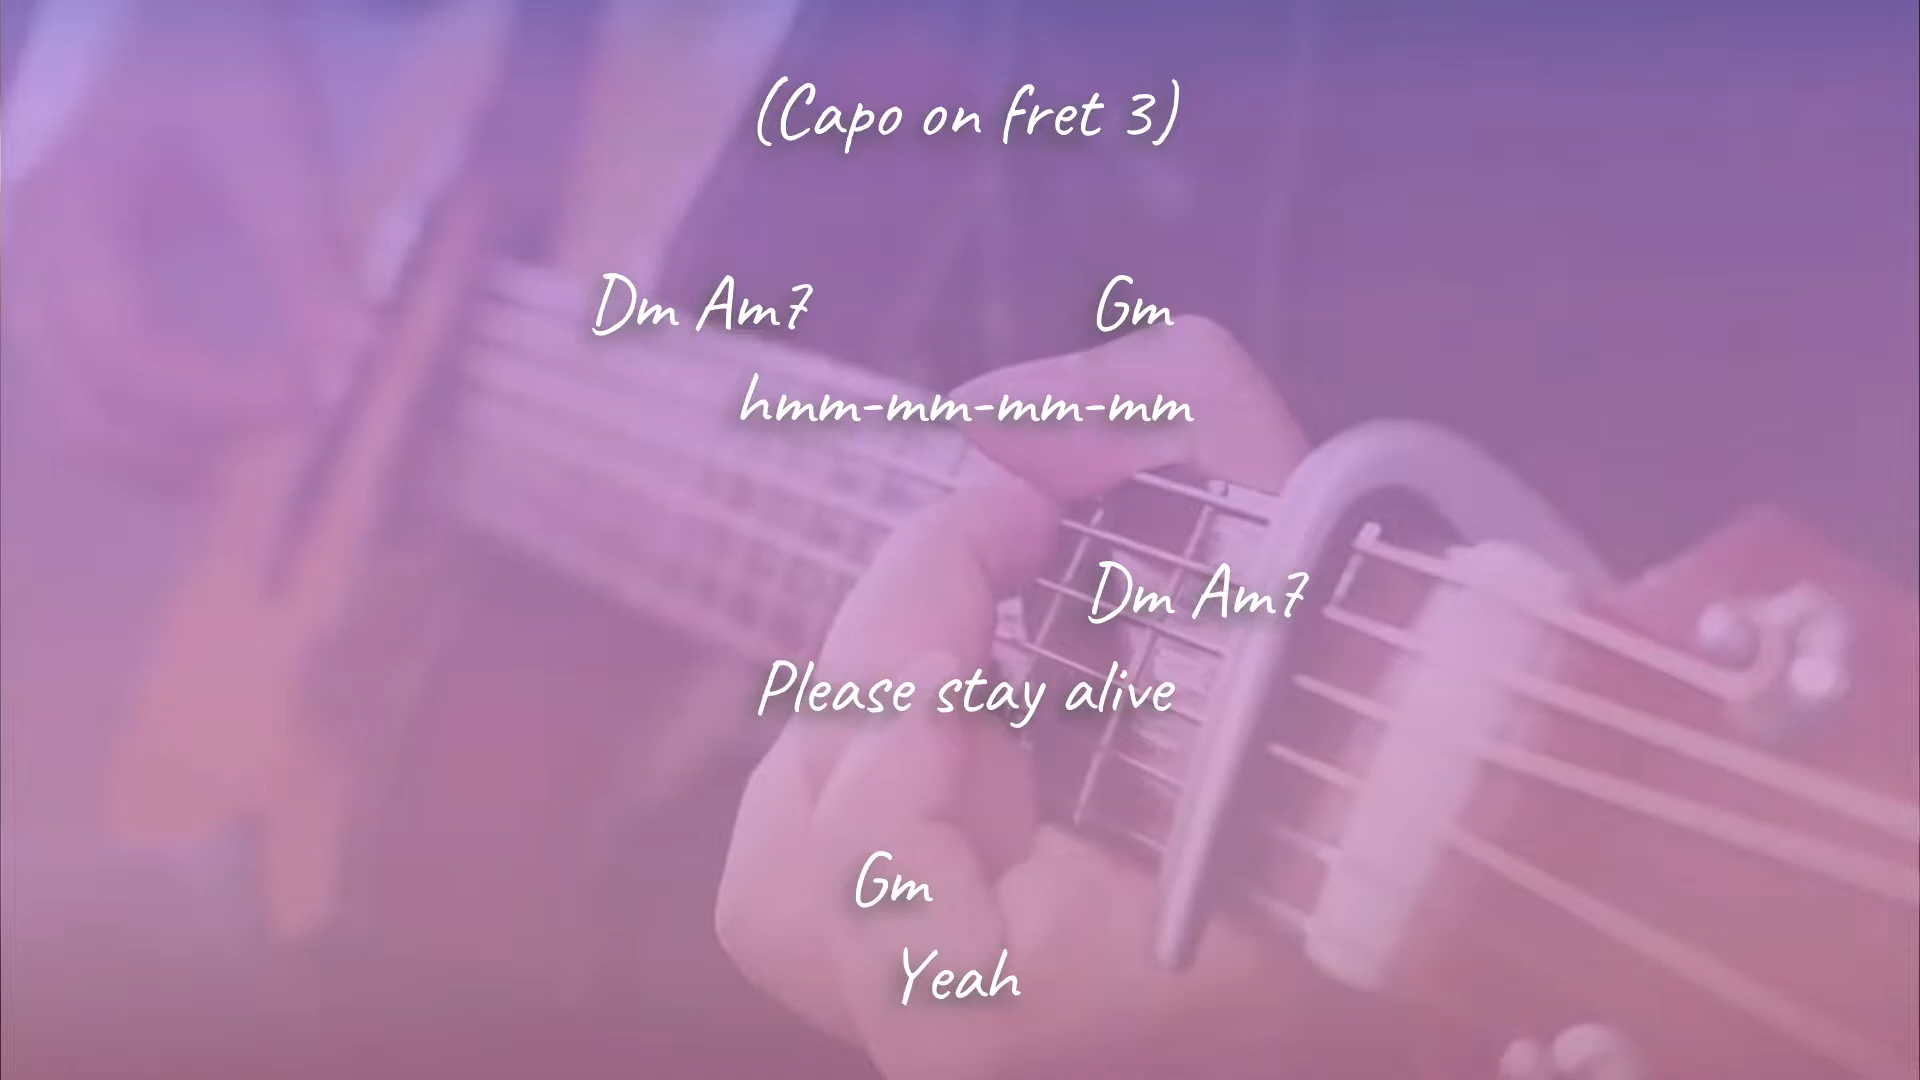 (Capo on fret 3)
Dm Am7 Gm
hmm-mm-mm-mm
Dm Am7
Please stay alive
Gm
Yeah